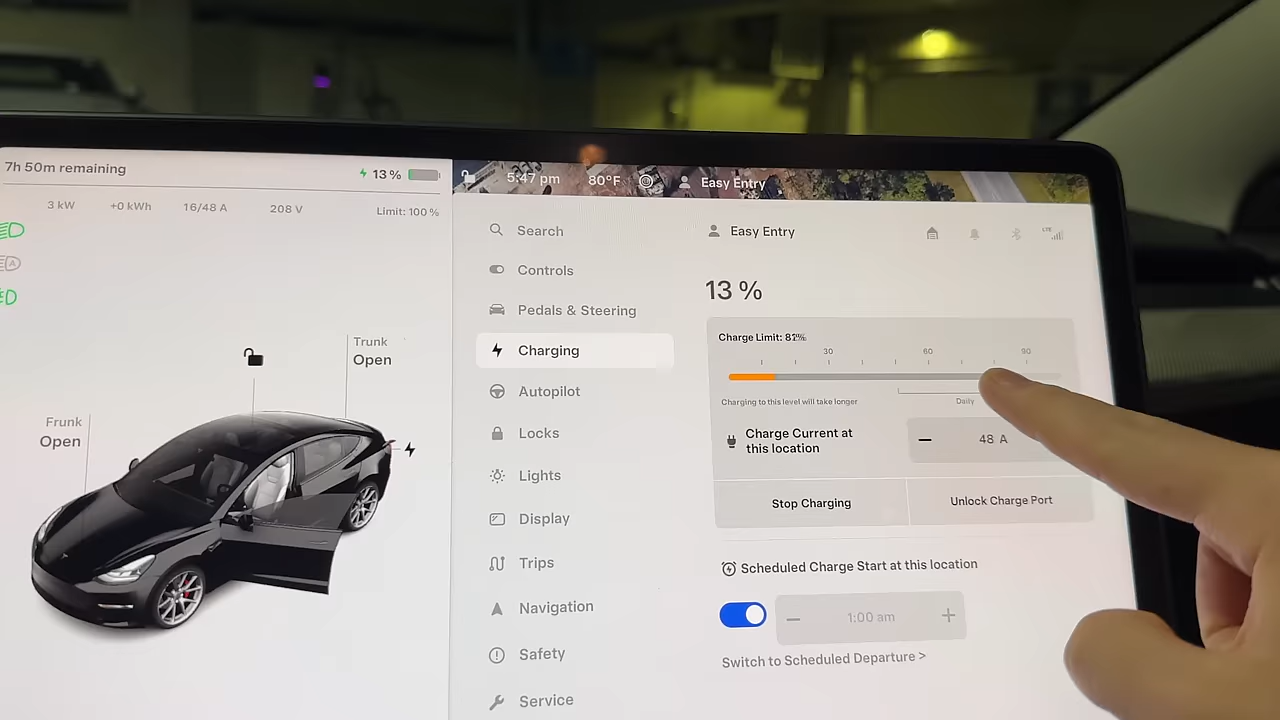 7h 50m remaining
13 %
3 kW +0 kWh 16/48 A 208 V Limit: 100 %
Trunk
Open
Frunk
Open
5:47 pm 80°F Easy Entry
Search
Controls
Pedals & Steering
Charging
Autopilot
Locks
Lights
Display
Trips
Navigation
Safety
Service
Easy Entry
LTE
13 %
Charge Limit:
30 60 90
Charging to this level will take longer
Daily
Charge Current at
this location
48 A
Stop Charging
Unlock Charge Port
Scheduled Charge Start at this location
1:00 am
Switch to Scheduled Departure >